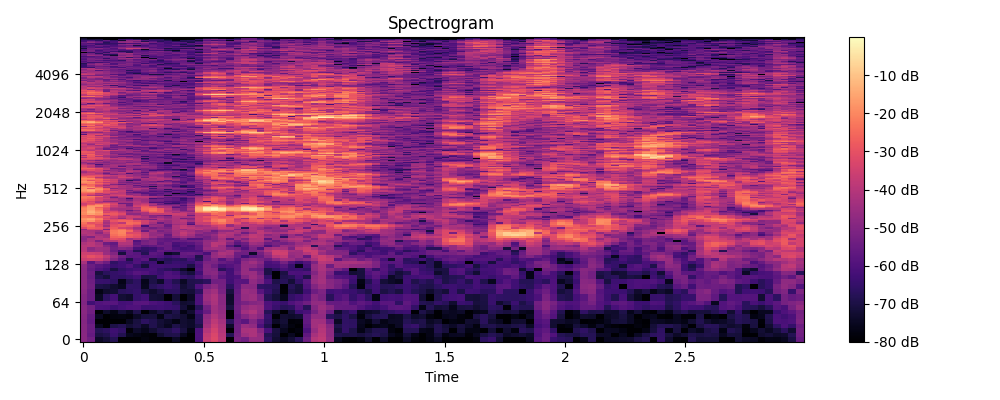 Spectrogram
Hz
4096
2048
1024
512
256
128
64
0
0
0.5
1
1.5
2
2.5
Time
-10 dB
-20 dB
-30 dB
-40 dB
-50 dB
-60 dB
-70 dB
-80 dB